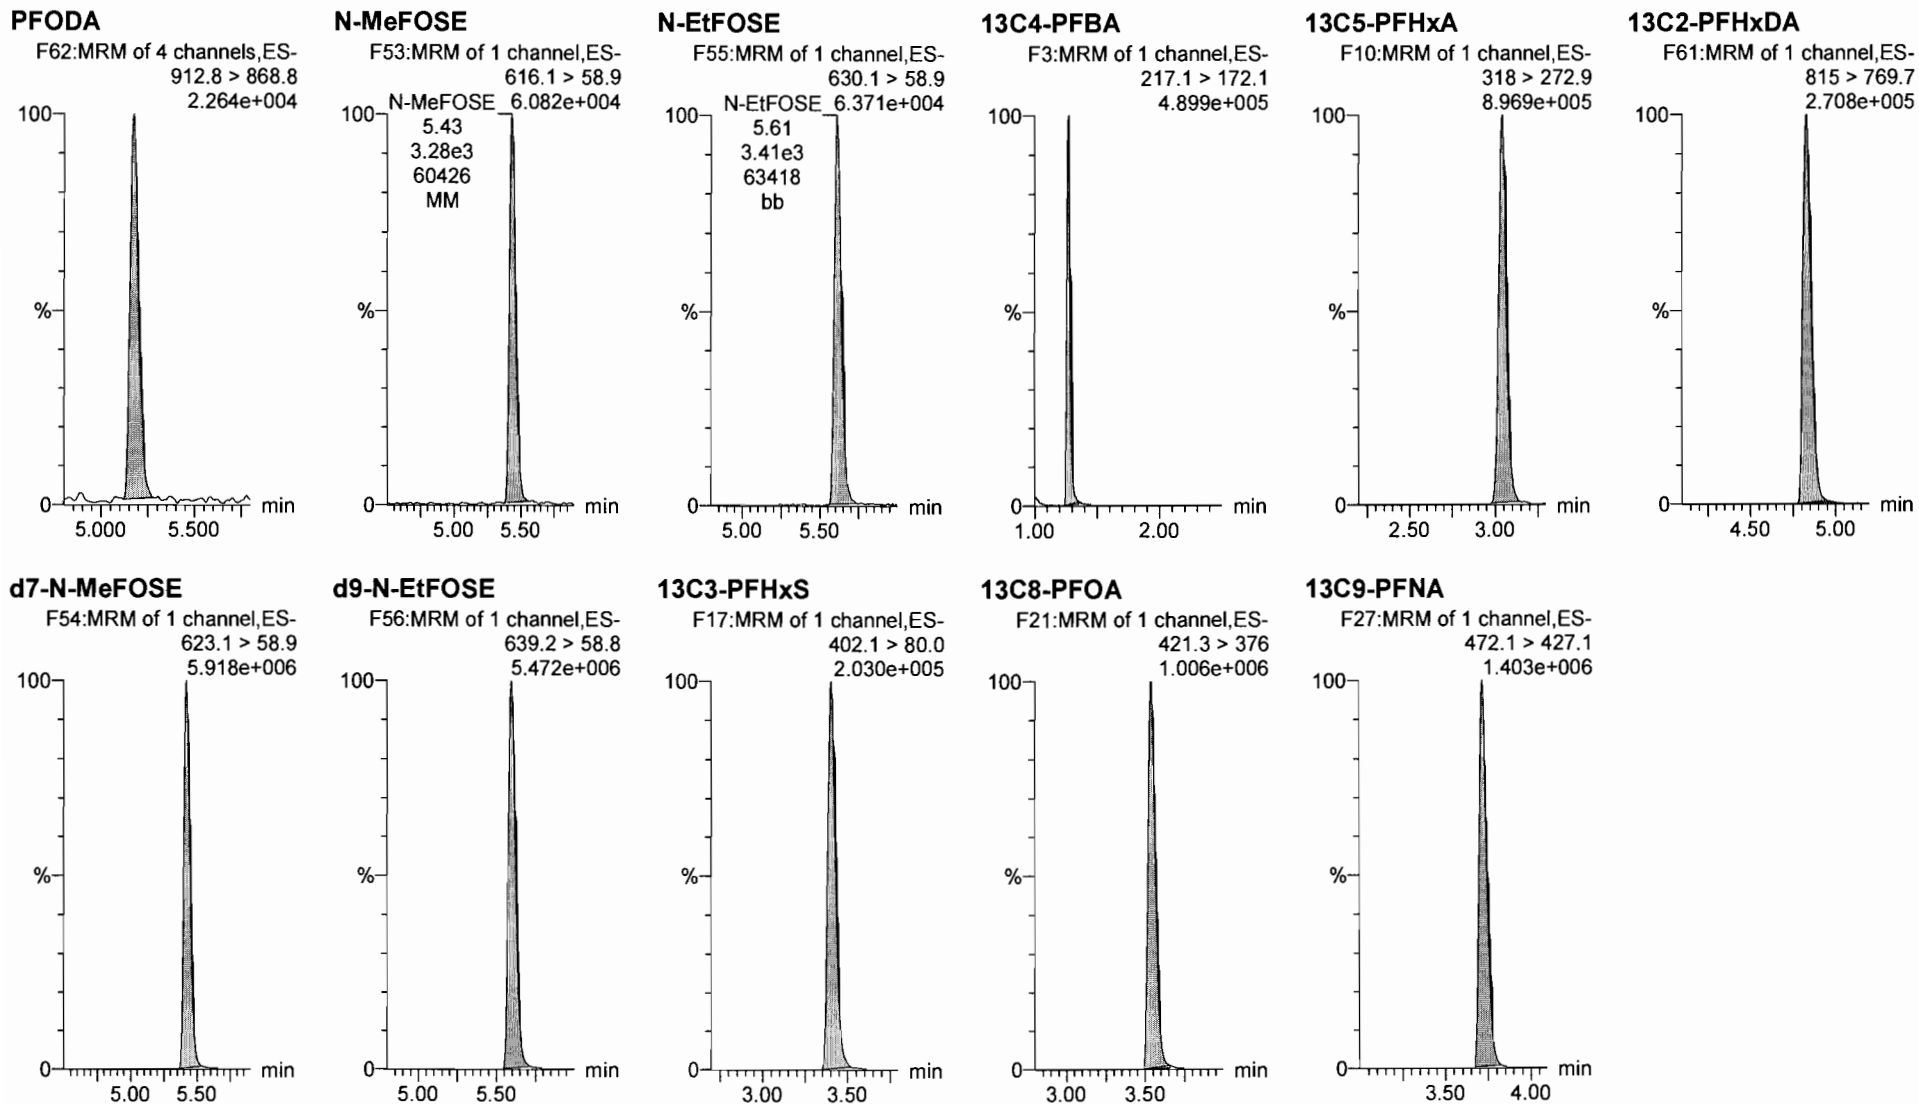 PFODA
F62:MRM of 4 channels,ES-
912.8 > 868.8
2.264e+004
100
%
0
min
5.000 5.500
N-MeFOSE
F53:MRM of 1 channel,ES-
616.1 > 58.9
N-MeFOSE 6.082e+004
100
5.43
3.28e3
60426
MM
%
0
min
5.00 5.50
N-EtFOSE
F55:MRM of 1 channel,ES-
630.1 > 58.9
N-EtFOSE 6.371e+004
100
5.61
3.41e3
63418
bb
%
0
min
5.00 5.50
13C4-PFBA
F3:MRM of 1 channel,ES-
217.1 > 172.1
4.899e+005
100
%
0
min
1.00 2.00
13C5-PFHxA
F10:MRM of 1 channel,ES-
318 > 272.9
8.969e+005
100
%
0
min
2.50 3.00
13C2-PFHxDA
F61:MRM of 1 channel,ES-
815 > 769.7
2.708e+005
100
%
0
min
4.50 5.00
d7-N-MeFOSE
F54:MRM of 1 channel,ES-
623.1 > 58.9
5.918e+006
100
%
0
min
5.00 5.50
d9-N-EtFOSE
F56:MRM of 1 channel,ES-
639.2 > 58.8
5.472e+006
100
%
0
min
5.00 5.50
13C3-PFHxS
F17:MRM of 1 channel,ES-
402.1 > 80.0
2.030e+005
100
%
0
min
3.00 3.50
13C8-PFOA
F21:MRM of 1 channel,ES-
421.3 > 376
1.006e+006
100
%
0
min
3.00 3.50
13C9-PFNA
F27:MRM of 1 channel,ES-
472.1 > 427.1
1.403e+006
100
%
0
min
3.50 4.00